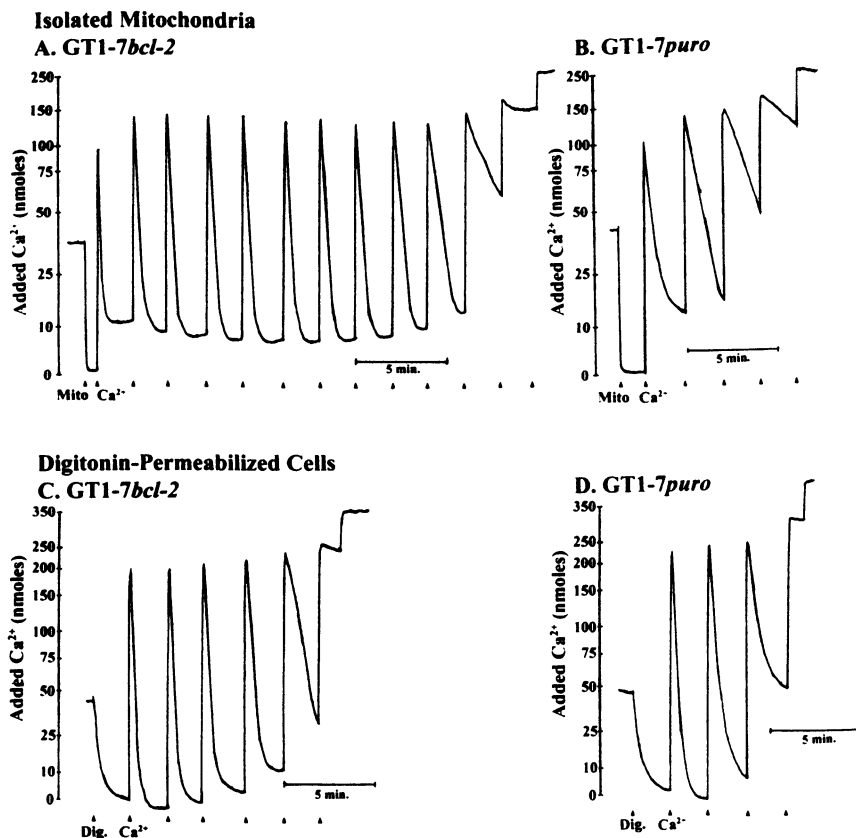 Isolated Mitochondria
A. GT1-7bcl-2
B. GT1-7puro
Added Ca²⁺ (nmoles)
250
150
100
75
50
25
10
0
5 min.
Mito Ca²⁺
Added Ca²⁺ (nmoles)
250
150
100
75
50
25
10
0
5 min.
Mito Ca²⁺
Digitonin-Permeabilized Cells
C. GT1-7bcl-2
D. GT1-7puro
Added Ca²⁺ (nmoles)
350
250
200
150
100
75
50
25
10
0
5 min.
Dig. Ca²⁺
Added Ca²⁺ (nmoles)
350
250
200
150
100
75
50
25
10
0
5 min.
Dig. Ca²⁺